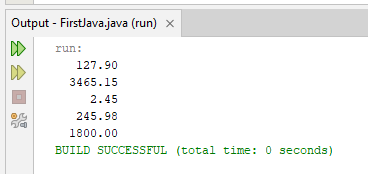 Output - FirstJava.java (run) ×
run:
127.90
3465.15
2.45
245.98
1800.00
BUILD SUCCESSFUL (total time: 0 seconds)